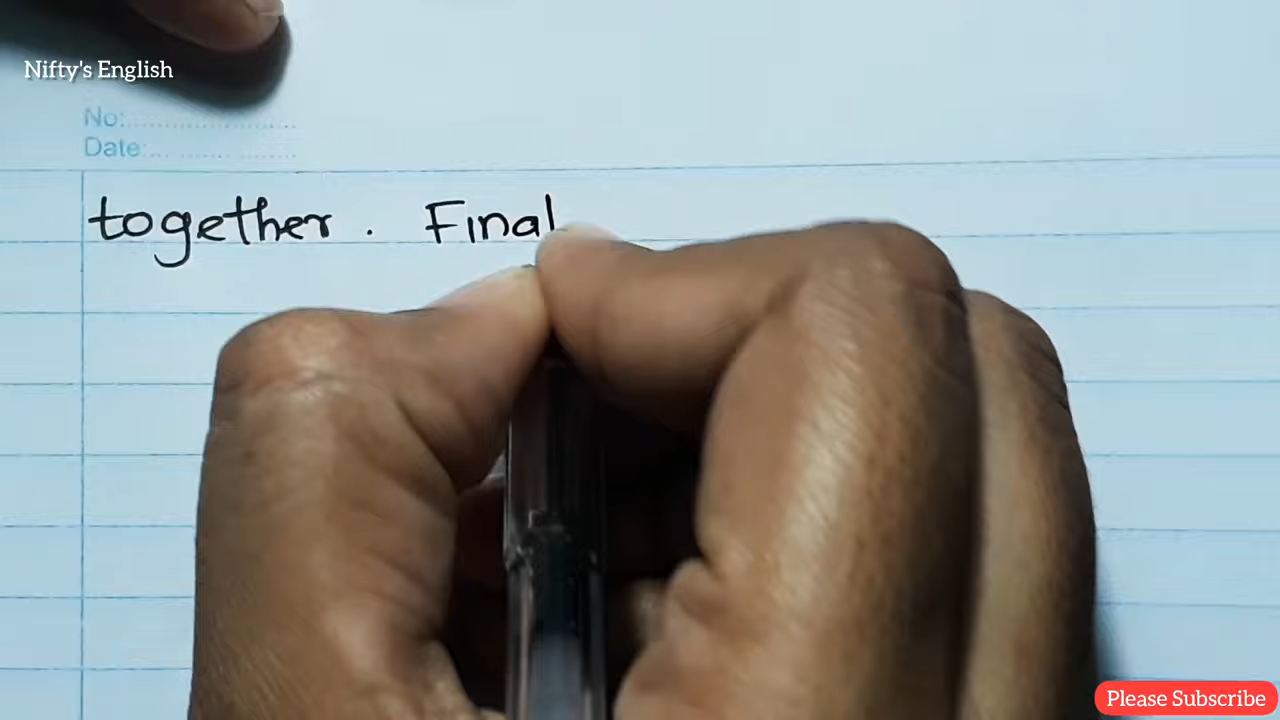 Nifty's English
No:......................
Date:... ....... ........
together. Final
Please Subscribe